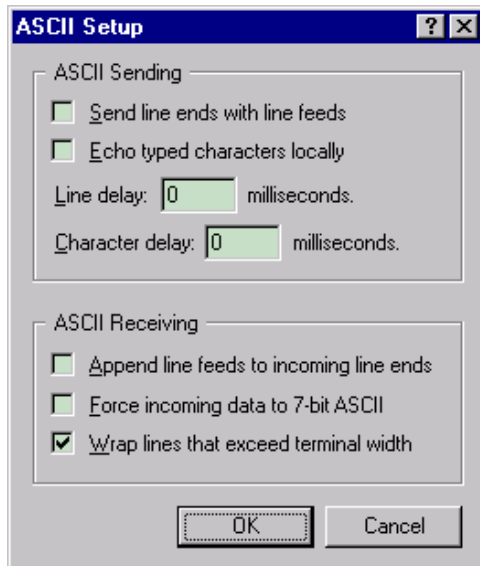 ASCII Setup
ASCII Sending
Send line ends with line feeds
Echo typed characters locally
Line delay: 0 milliseconds.
Character delay: 0 milliseconds.
ASCII Receiving
Append line feeds to incoming line ends
Force incoming data to 7-bit ASCII
Wrap lines that exceed terminal width
OK Cancel